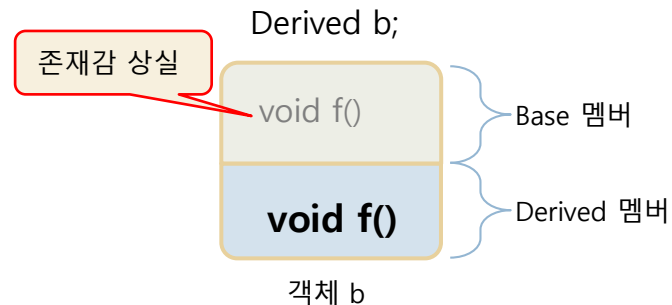 Derived b;
존재감 상실
void f()
Base 멤버
void f()
Derived 멤버
객체 b